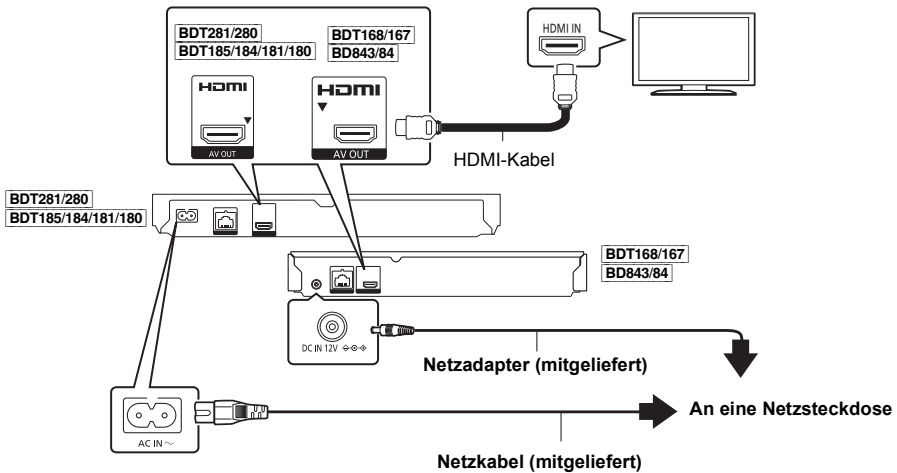 BDT281/280
BDT185/184/181/180
BDT168/167
BD843/84
HDMI IN
HDMI
AV OUT
HDMI
AV OUT
HDMI-Kabel
BDT281/280
BDT185/184/181/180
BDT168/167
BD843/84
DC IN 12V
Netzadapter (mitgeliefert)
An eine Netzsteckdose
AC IN ~
Netzkabel (mitgeliefert)